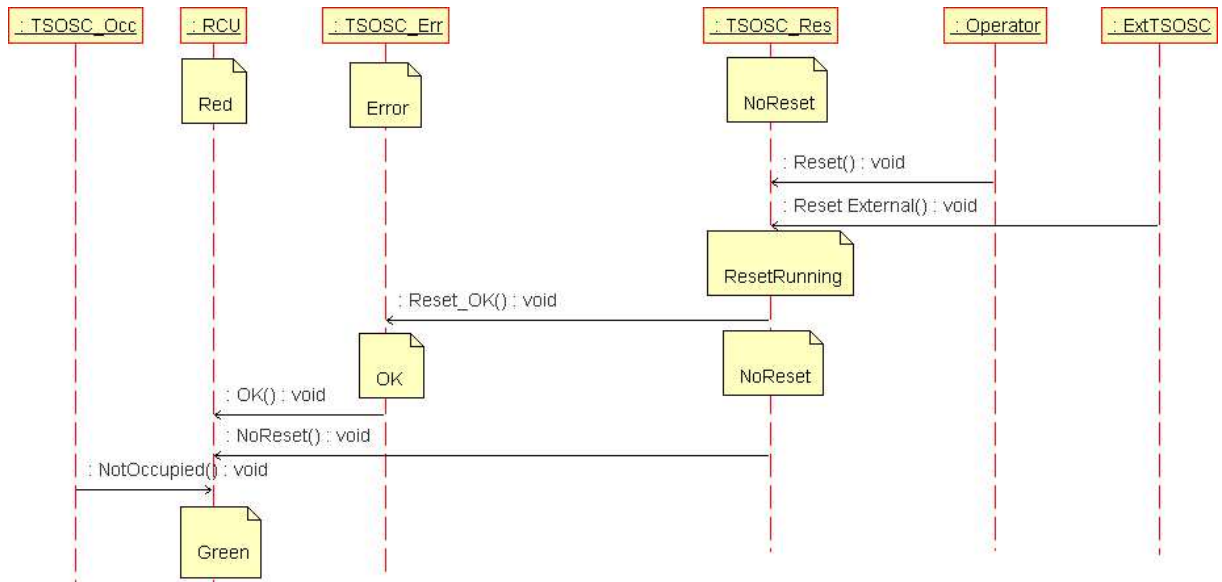 : TSOSC_Occ
: RCU
: TSOSC_Err
: TSOSC_Res
: Operator
: ExtTSOSC
Red
Error
NoReset
: Reset() : void
: Reset External() : void
ResetRunning
: Reset_OK() : void
OK
NoReset
: OK() : void
: NoReset() : void
: NotOccupied() : void
Green